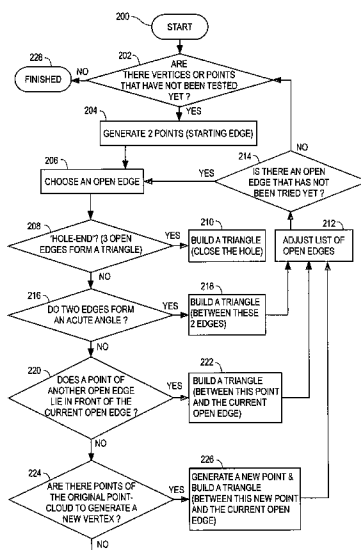 200
START
202
ARE
THERE VERTICES OR POINTS
THAT HAVE NOT BEEN TESTED
YET ?
NO
228
FINISHED
YES
204
GENERATE 2 POINTS (STARTING EDGE)
206
CHOOSE AN OPEN EDGE
YES
NO
214
IS THERE AN OPEN
EDGE THAT HAS NOT
BEEN TRIED YET ?
208
'HOLE-END'? (3 OPEN
EDGES FORM A TRIANGLE)
YES
210
BUILD A TRIANGLE
(CLOSE THE HOLE)
212
ADJUST LIST OF
OPEN EDGES
NO
216
DO TWO EDGES FORM
AN ACUTE ANGLE ?
YES
218
BUILD A TRIANGLE
(BETWEEN THESE
2 EDGES)
NO
220
DOES A POINT OF
ANOTHER OPEN EDGE
LIE IN FRONT OF THE
CURRENT OPEN EDGE ?
YES
222
BUILD A TRIANGLE
(BETWEEN THIS POINT
AND THE CURRENT
OPEN EDGE)
NO
224
ARE THERE POINTS
OF THE ORIGINAL POINT-
CLOUD TO GENERATE A
NEW VERTEX ?
YES
226
GENERATE A NEW POINT &
BUILD A TRIANGLE
(BETWEEN THIS NEW POINT
AND THE CURRENT OPEN
EDGE)
NO